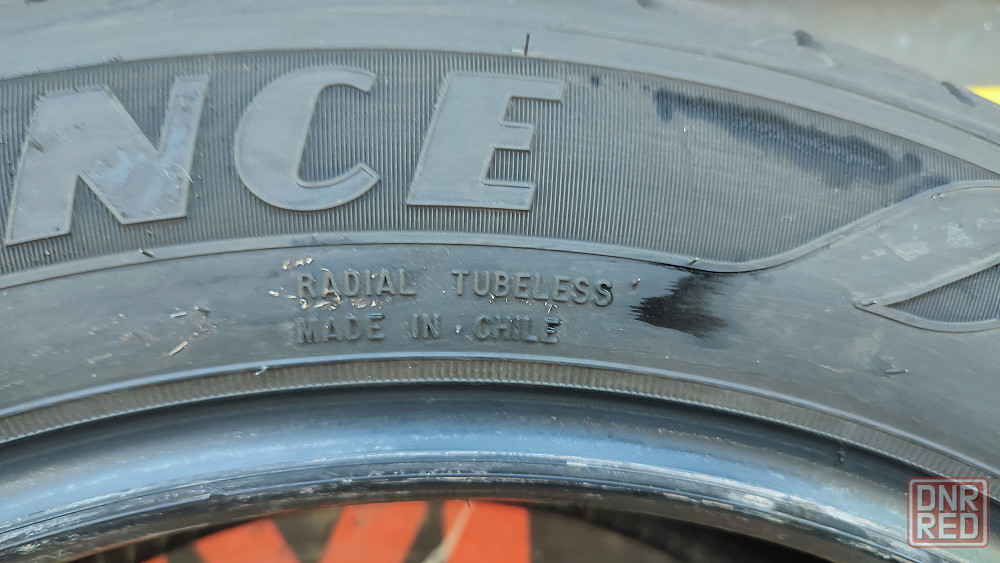 NCE
RADIAL TUBELESS
MADE IN CHILE
DNR
RED